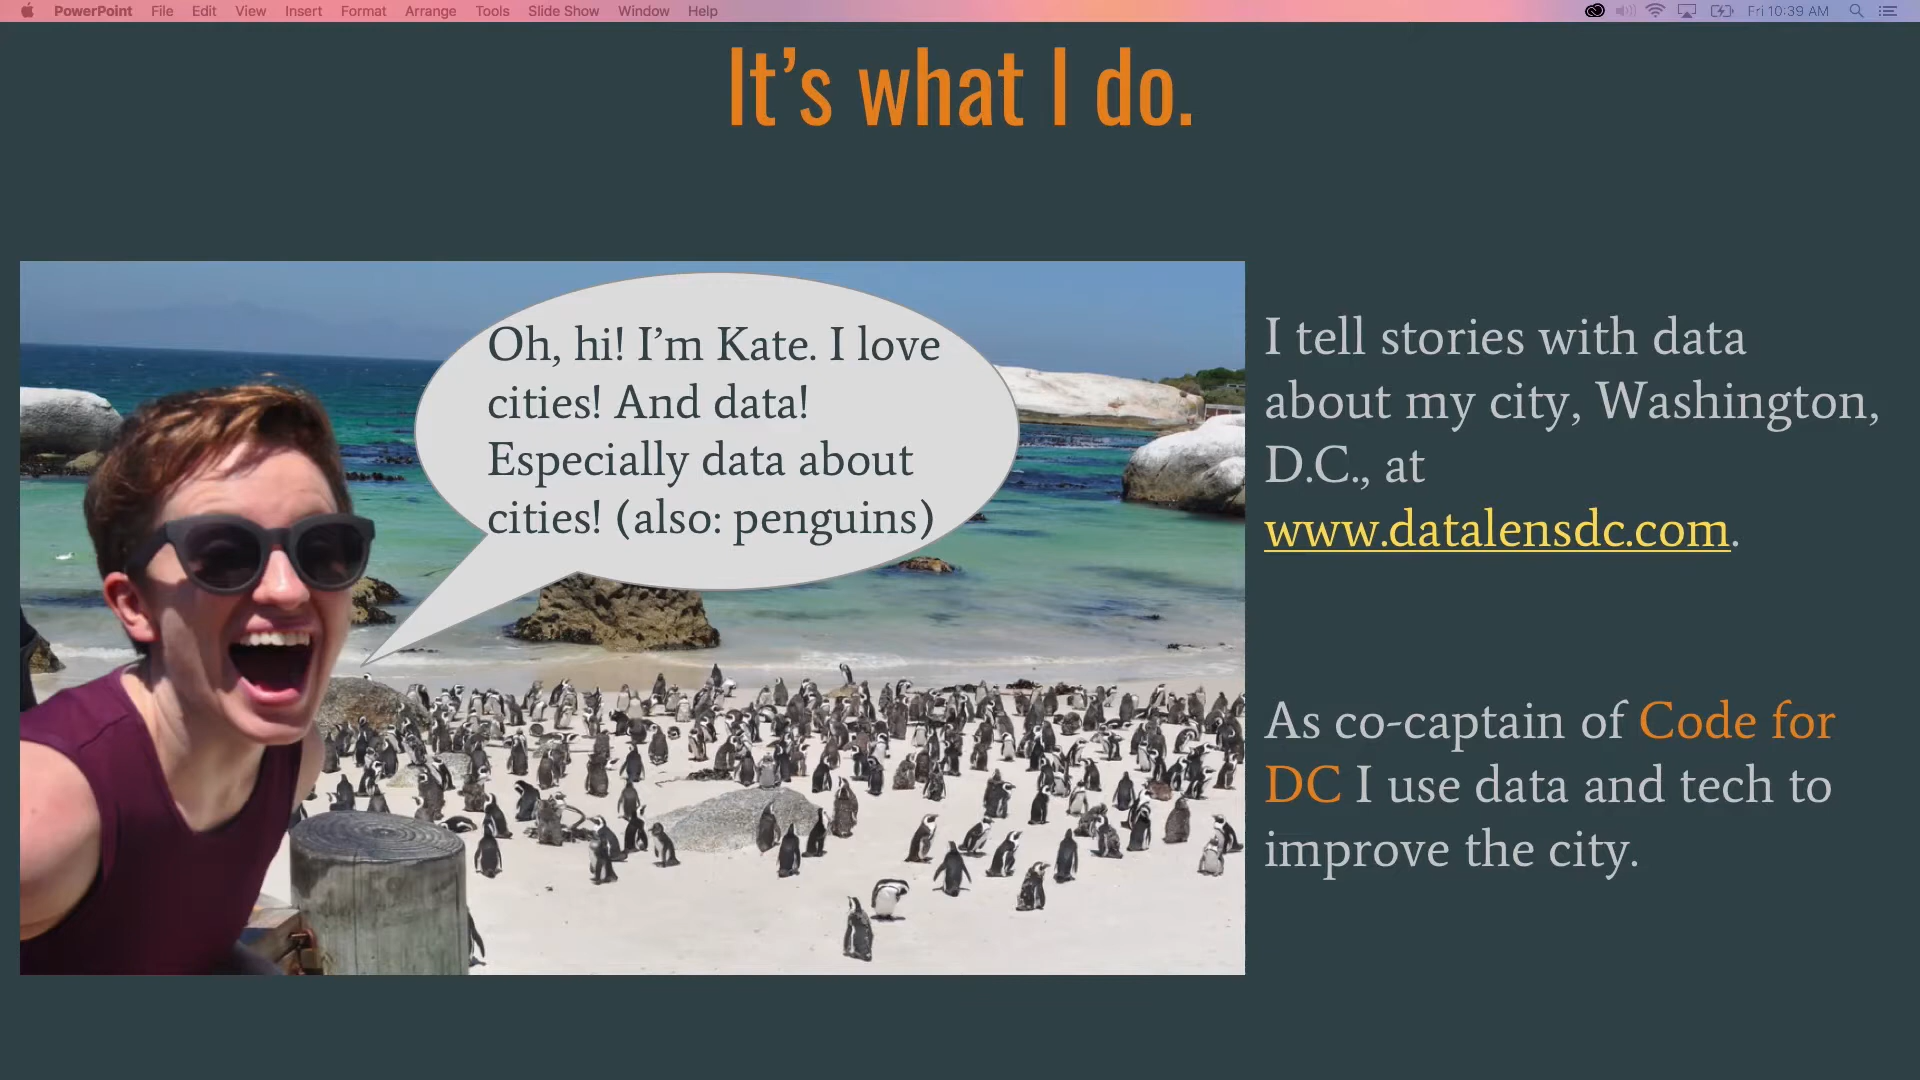 PowerPoint File Edit View Insert Format Arrange Tools Slide Show Window Help Fri 10:39 AM
It’s what I do.
Oh, hi! I’m Kate. I love
cities! And data!
Especially data about
cities! (also: penguins)
I tell stories with data
about my city, Washington,
D.C., at
www.datalensdc.com.
As co-captain of Code for
DC I use data and tech to
improve the city.